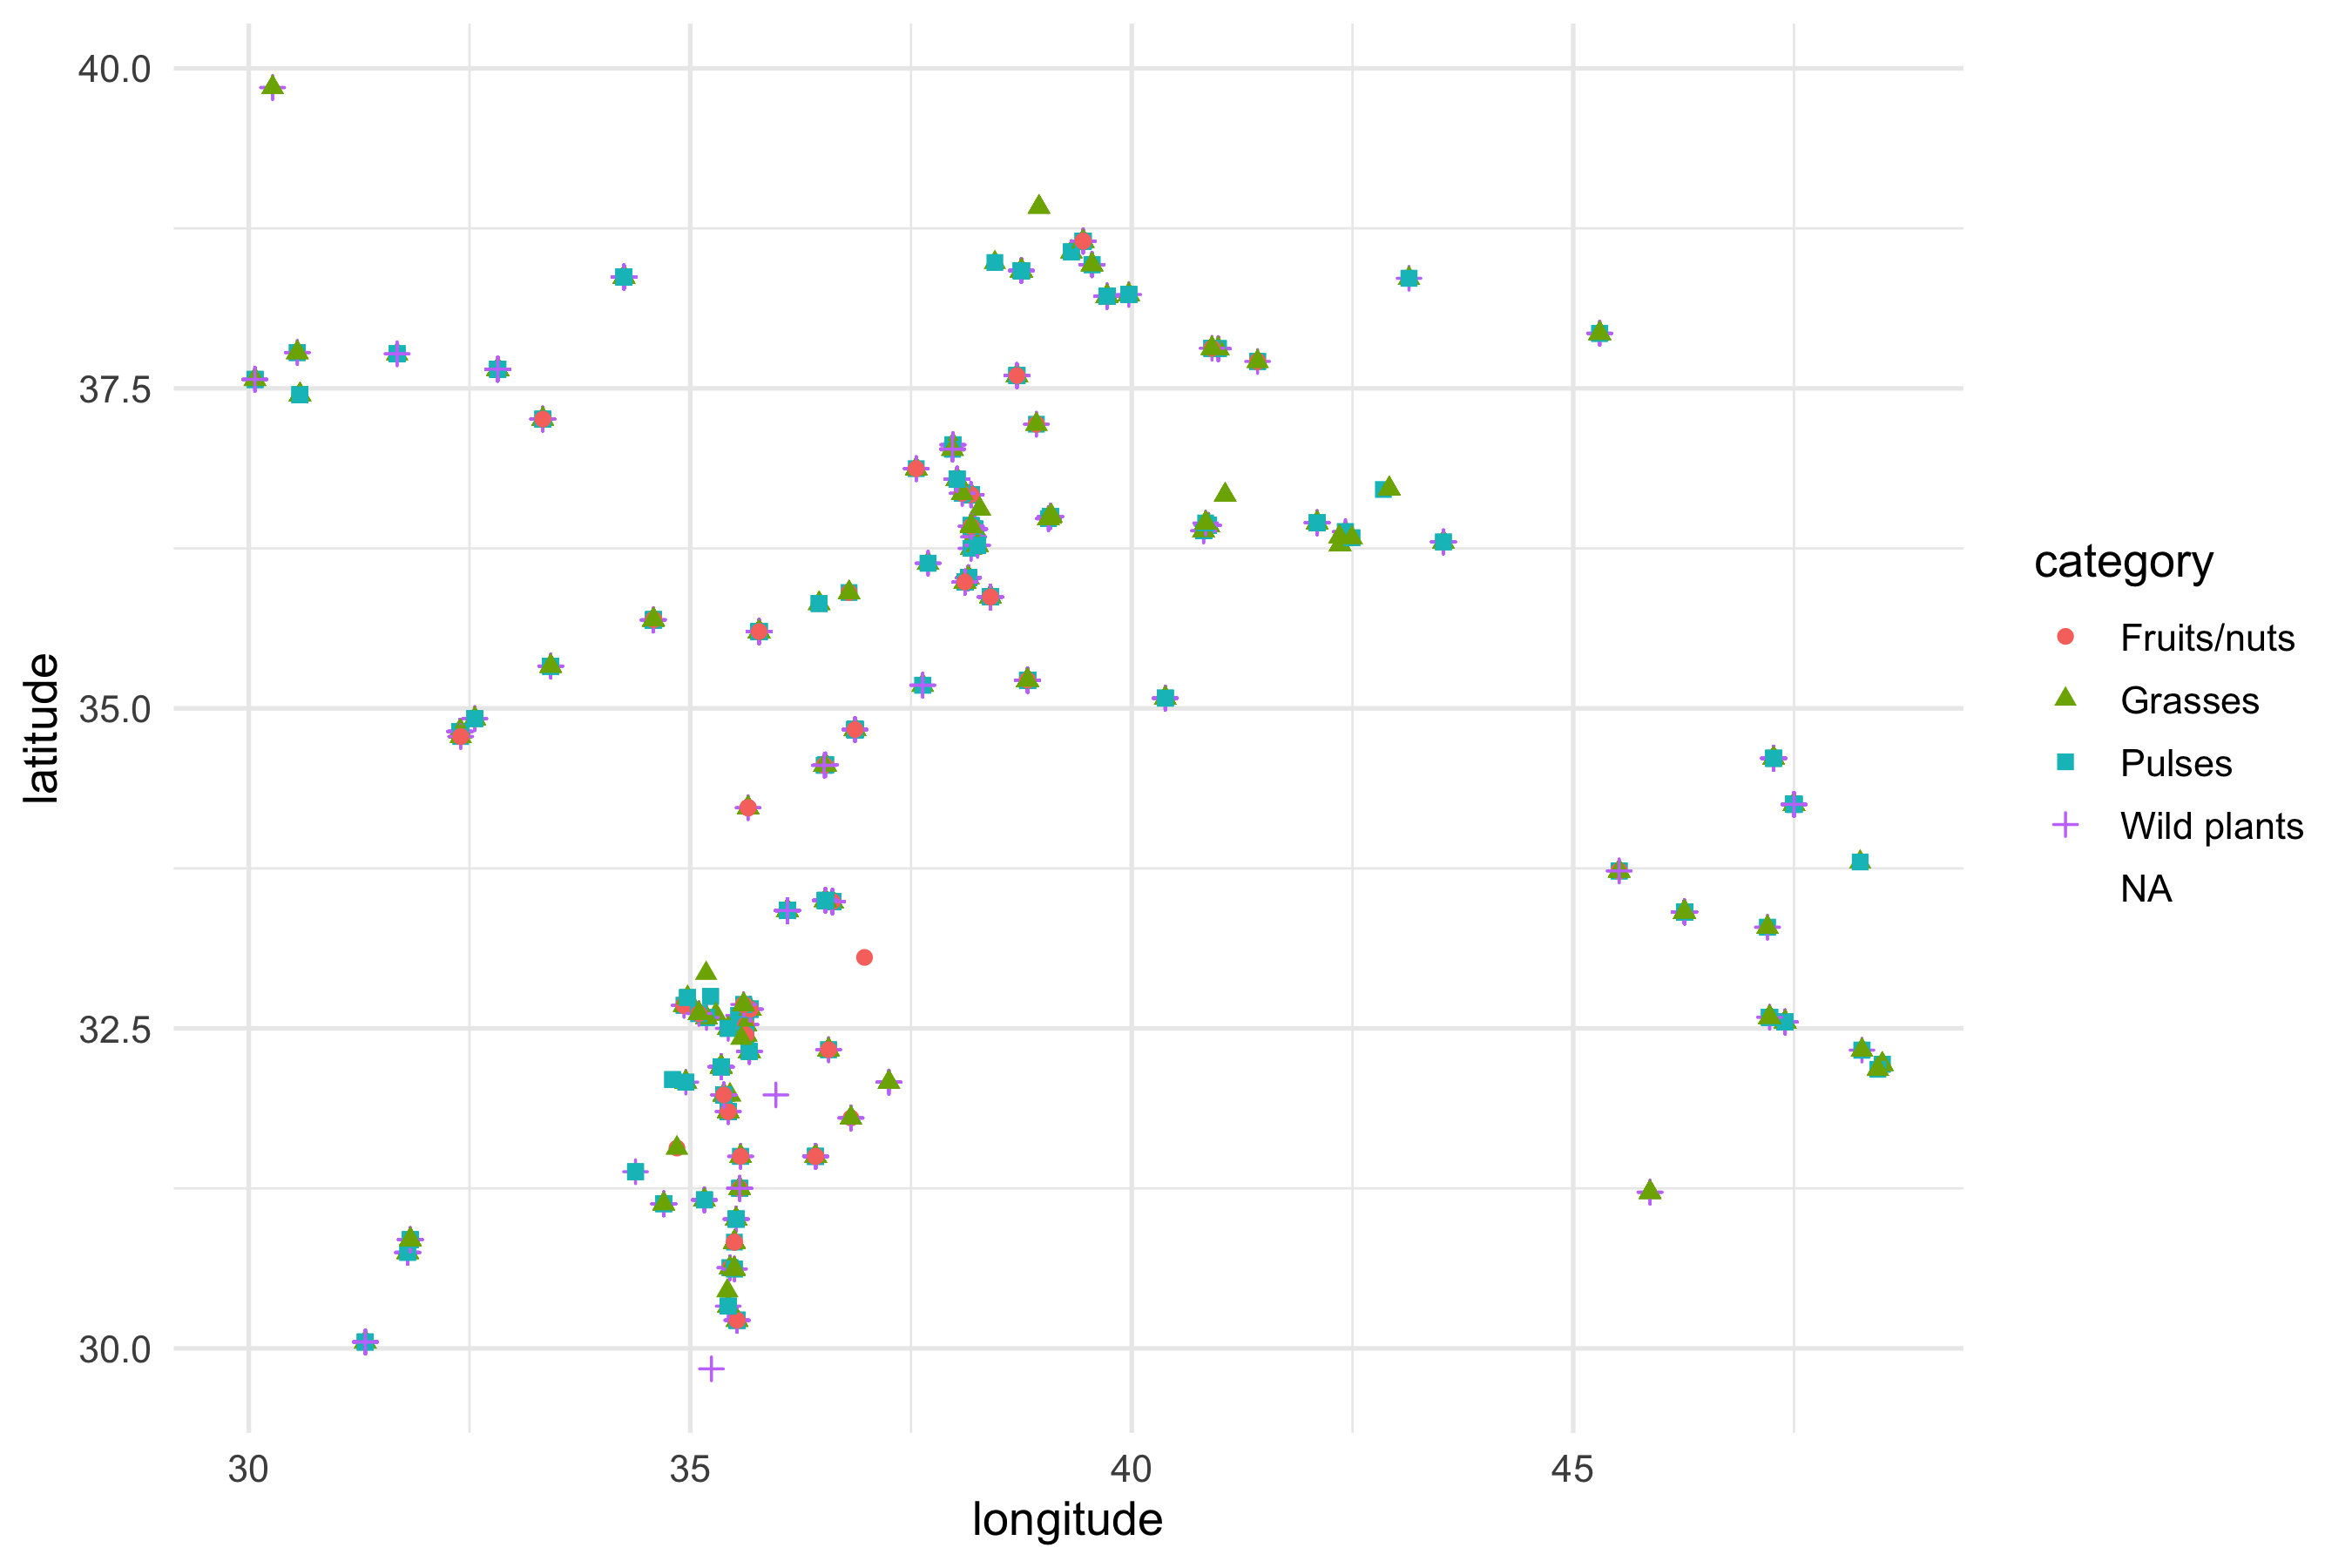 40.0
37.5
35.0
32.5
30.0
30
35
40
45
longitude
latitude
category
Fruits/nuts
Grasses
Pulses
Wild plants
NA